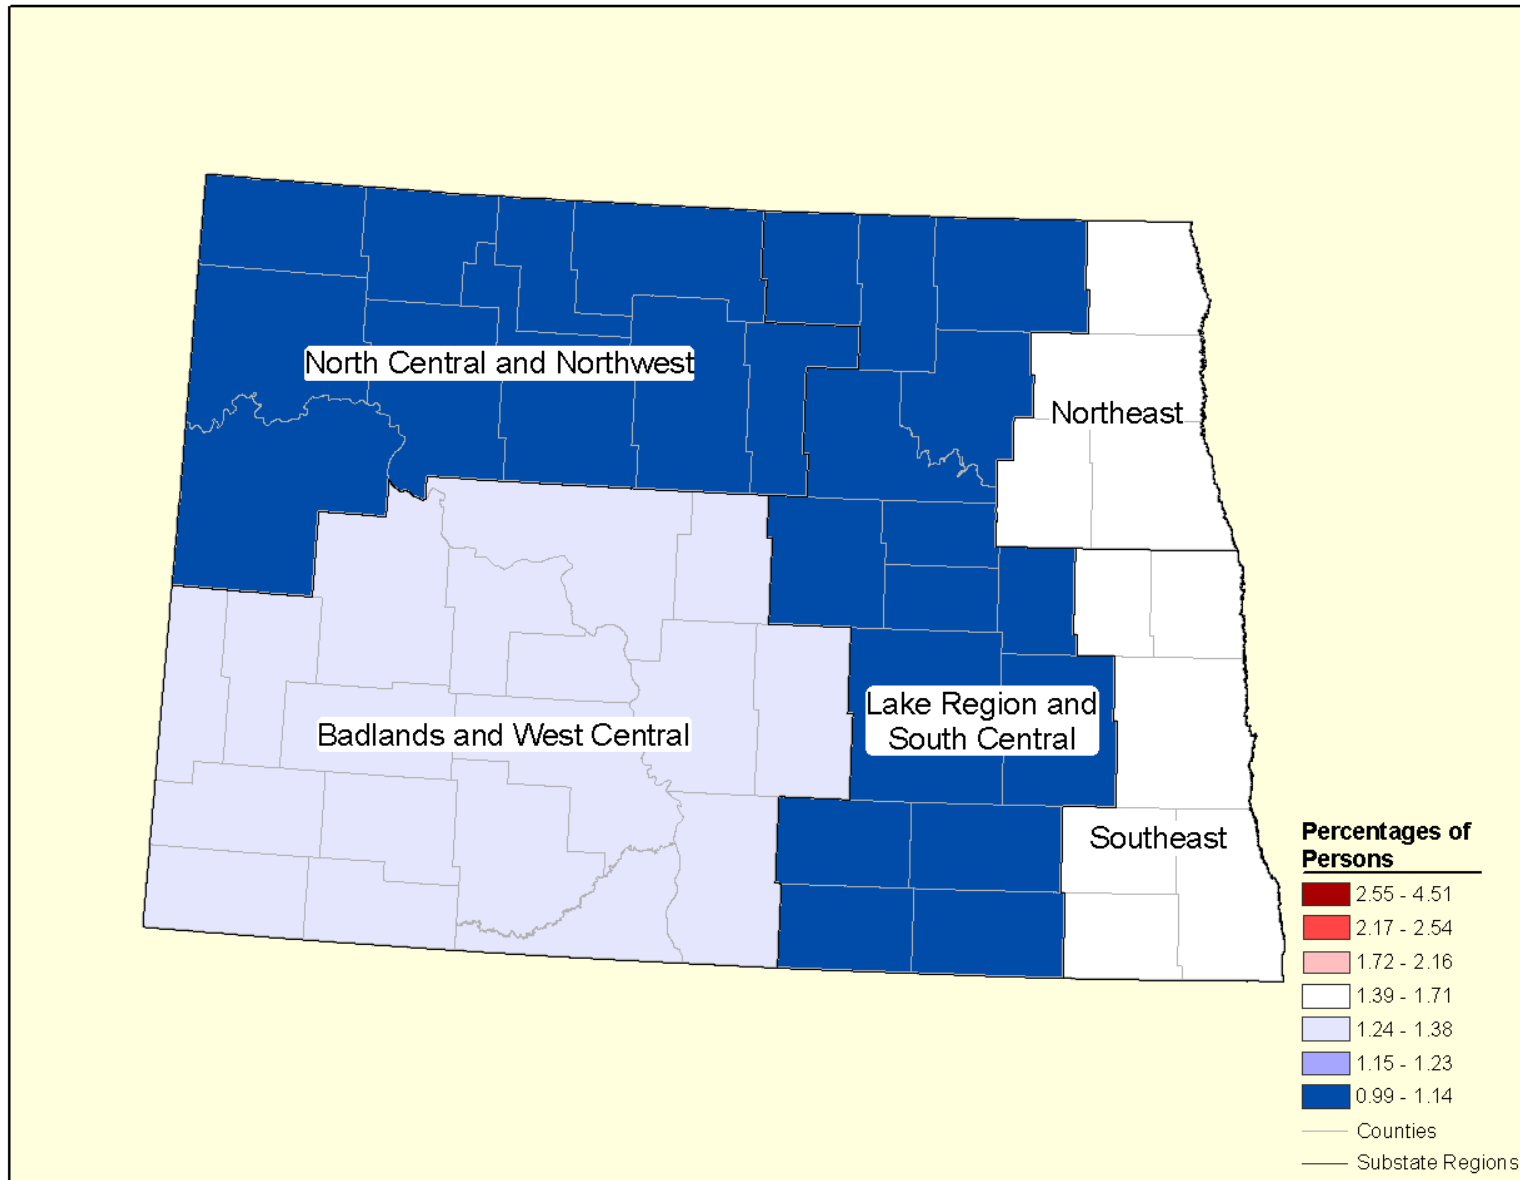 North Central and Northwest
Northeast
Lake Region and
South Central
Badlands and West Central
Southeast
Percentages of
Persons
2.55 - 4.51
2.17 - 2.54
1.72 - 2.16
1.39 - 1.71
1.24 - 1.38
1.15 - 1.23
0.99 - 1.14
Counties
Substate Regions